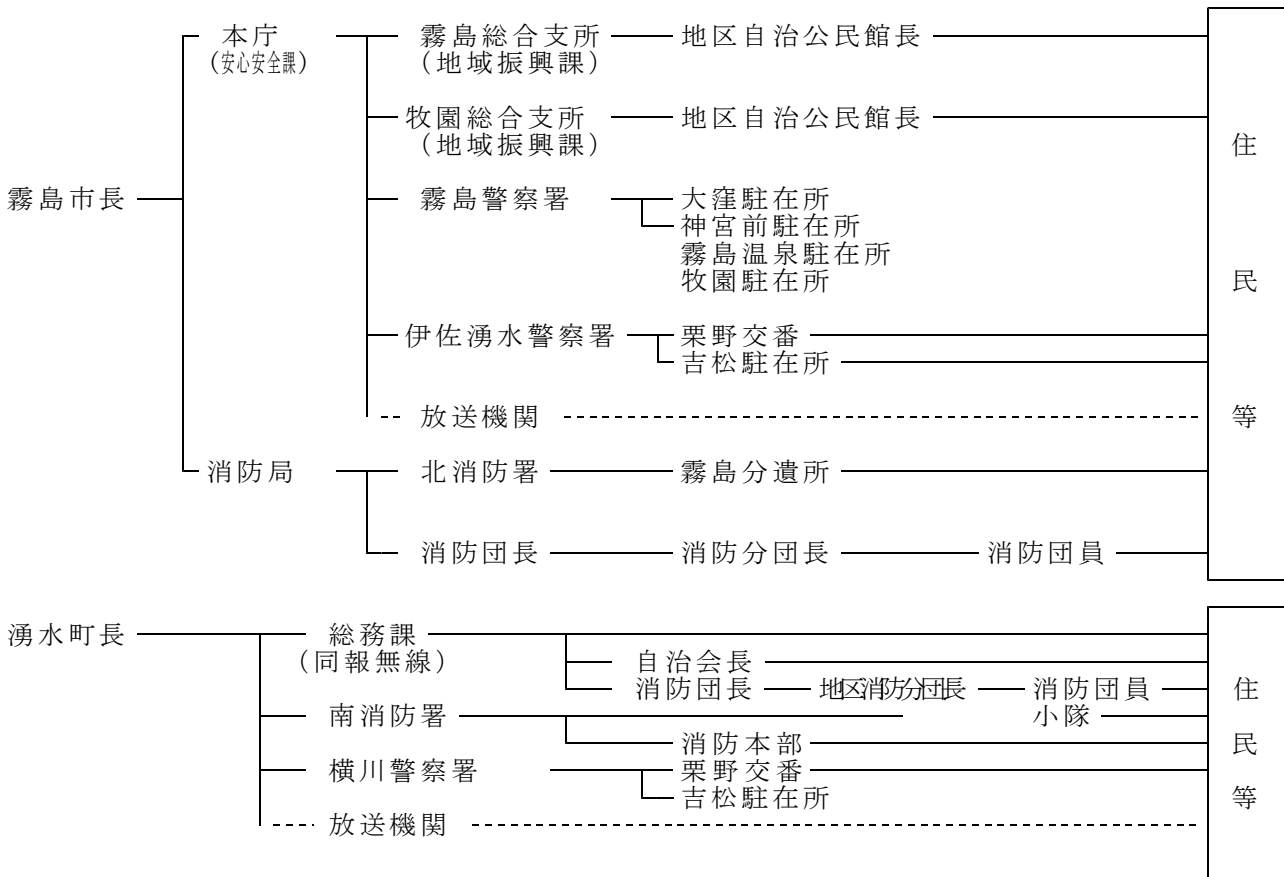 本庁 霧島総合支所 地区自治公民館長
(安心安全課) (地域振興課)
牧園総合支所 地区自治公民館長
(地域振興課)
住
霧島市長 霧島警察署 大窪駐在所
神宮前駐在所
霧島温泉駐在所
牧園駐在所
民
伊佐湧水警察署 栗野交番
吉松駐在所
放送機関 等
消防局 北消防署 霧島分遺所
消防団長 消防分団長 消防団員
湧水町長 総務課
(同報無線) 自治会長
消防団長 地区消防分団長 消防団員 住
南消防署 小隊
消防本部 民
横川警察署 栗野交番
吉松駐在所 等
放送機関